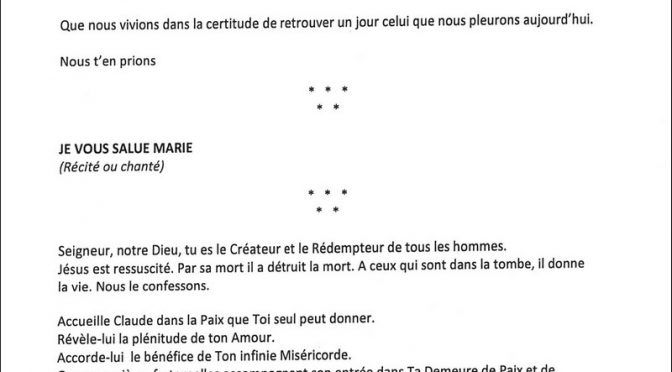 Que nous vivions dans la certitude de retrouver un jour celui que nous pleurons aujourd'hui.
Nous t'en prions
* * *
* *
JE VOUS SALUE MARIE
(Récité ou chanté)
* * *
* *
Seigneur, notre Dieu, tu es le Créateur et le Rédempteur de tous les hommes.
Jésus est ressuscité. Par sa mort il a détruit la mort. A ceux qui sont dans la tombe, il donne
la vie. Nous le confessons.
Accueille Claude dans la Paix que Toi seul peut donner.
Révèle-lui la plénitude de ton Amour.
Accorde-lui le bénéfice de Ton infinie Miséricorde.
accompagnent son entrée dans Ta Demeure de Paix et de